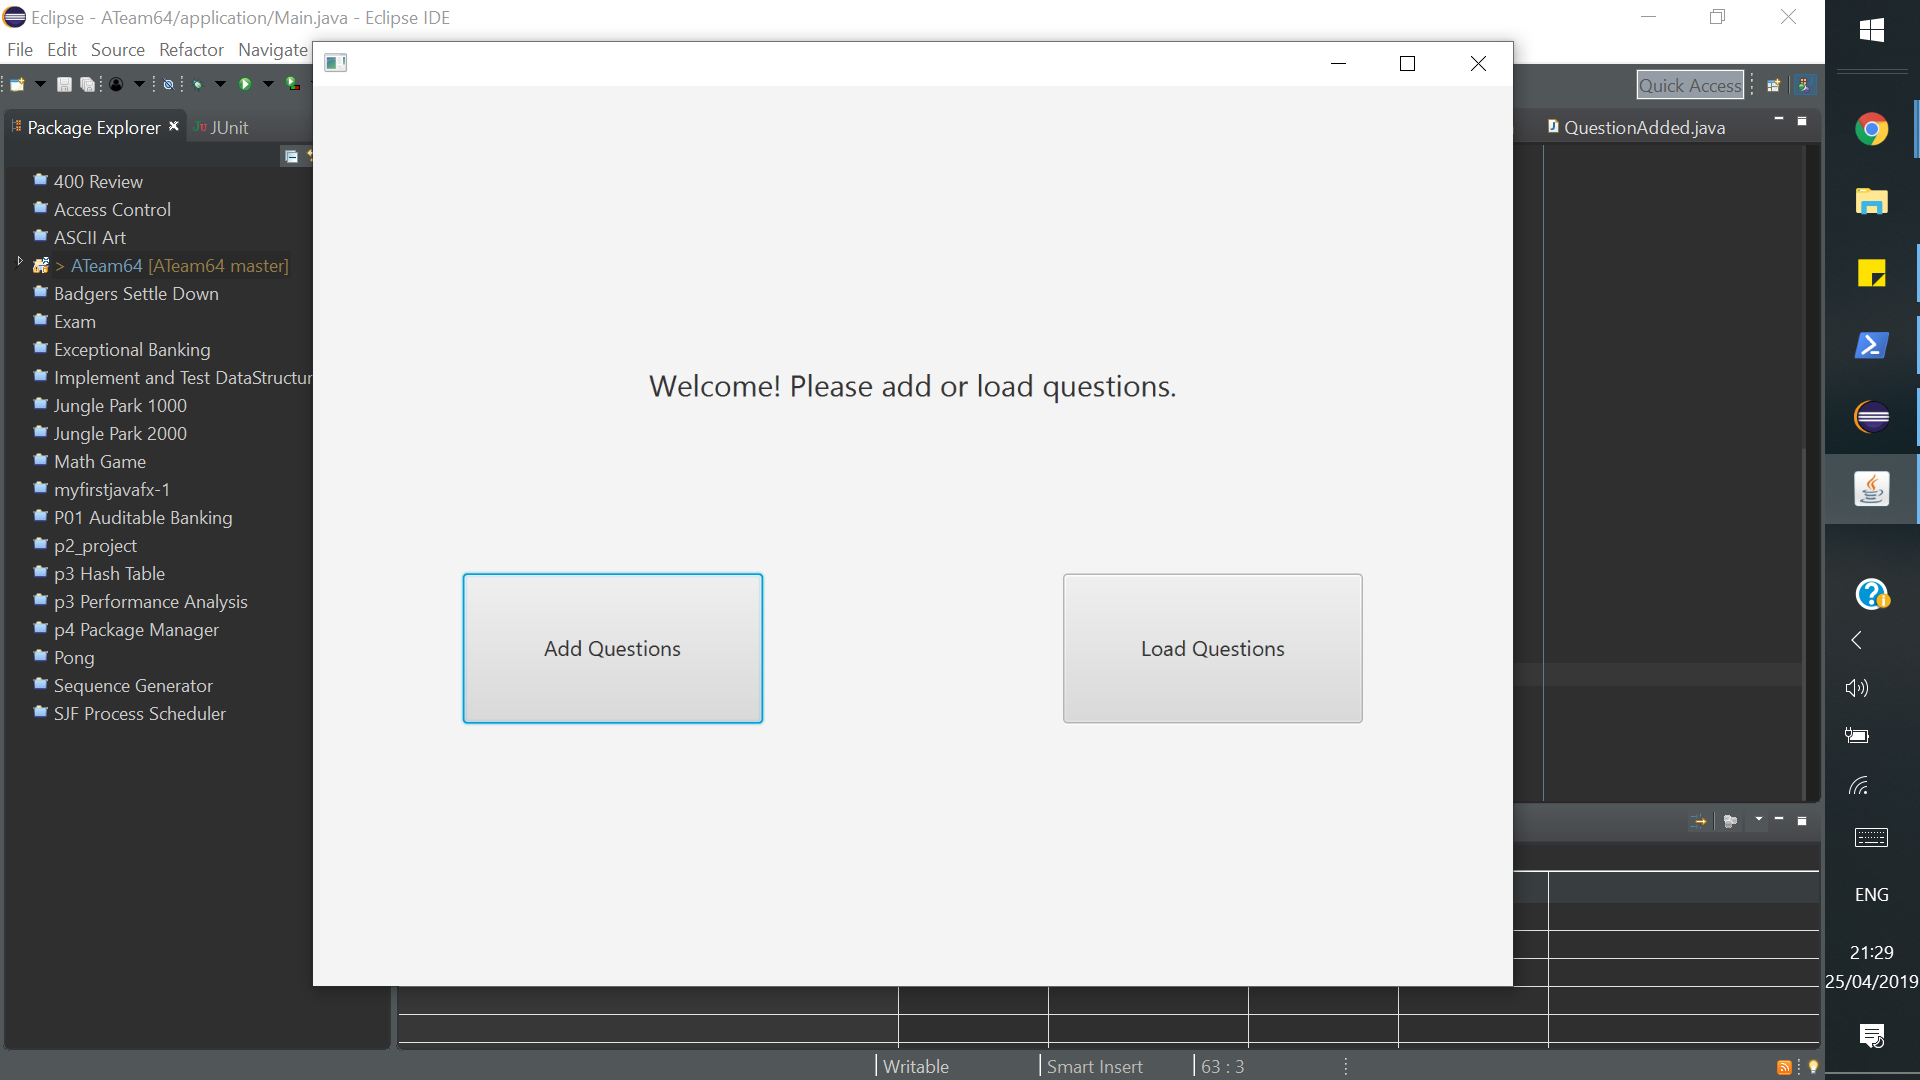 Eclipse - ATeam64/application/Main.java - Eclipse IDE
File Edit Source Refactor Navigate
Quick Access
Package Explorer JUnit
QuestionAdded.java
400 Review
Access Control
ASCII Art
> ATeam64 [ATeam64 master]
Badgers Settle Down
Exam
Exceptional Banking
Implement and Test DataStructur
Jungle Park 1000
Jungle Park 2000
Math Game
myfirstjavafx-1
P01 Auditable Banking
p2_project
p3 Hash Table
p3 Performance Analysis
p4 Package Manager
Pong
Sequence Generator
SJF Process Scheduler
Welcome! Please add or load questions.
Add Questions
Load Questions
Writable
Smart Insert
63 : 3
ENG
21:29
25/04/2019